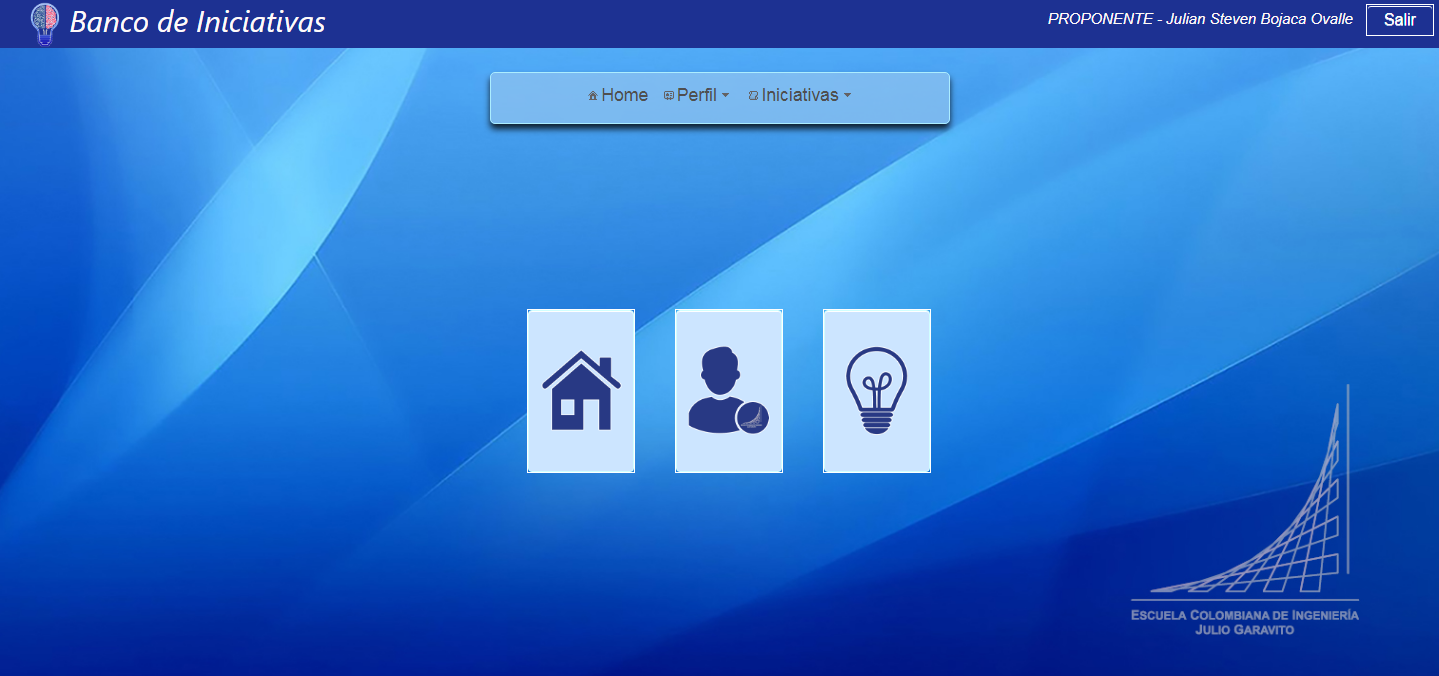 Banco de Iniciativas
PROPONENTE - Julian Steven Bojaca Ovalle
Salir
Home Perfil Iniciativas
ESCUELA COLOMBIANA DE INGENIERÍA
JULIO GARAVITO